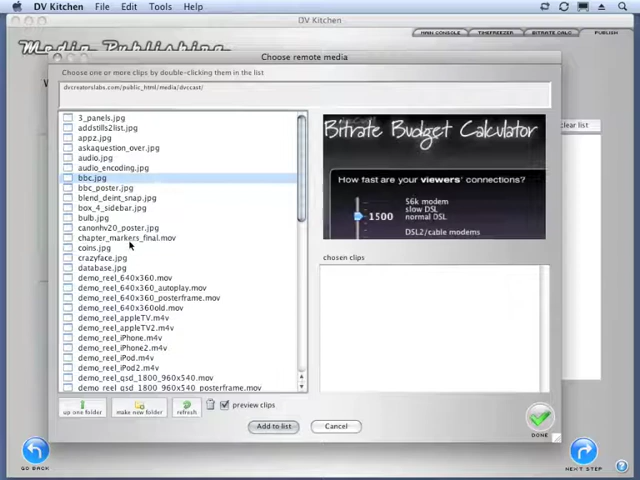 DV Kitchen File Edit Tools Help
DV Kitchen
MAIN CONSOLE TIMEFREEZER BITRATE CALC PUBLISH
Media Publishing
Choose remote media
Choose one or more clips by double-clicking them in the list
dvcreatorslabs.com/public_html/media/dvccast/
clear list
3_panels.jpg
addstills2list.jpg
appz.jpg
askaquestion_over.jpg
audio.jpg
audio_encoding.jpg
bbc.jpg
bbc_poster.jpg
blend_deint_snap.jpg
box_4_sidebar.jpg
bulb.jpg
canonhv20_poster.jpg
chapter_markers_final.mov
coins.jpg
crazyface.jpg
database.jpg
demo_reel_640x360.mov
demo_reel_640x360_autoplay.mov
demo_reel_640x360_posterframe.mov
demo_reel_640x360old.mov
demo_reel_appleTV.m4v
demo_reel_appleTV2.m4v
demo_reel_iPhone.m4v
demo_reel_iPhone2.m4v
demo_reel_iPod.m4v
demo_reel_iPod2.m4v
demo_reel_qsd_1800_960x540.mov
demo_reel_qsd_1800_960x540_posterframe.mov
Bitrate Budget Calculator
How fast are your viewers' connections?
56k modem
slow DSL
1500 normal DSL
DSL2/cable modems
chosen clips
up one folder make new folder refresh preview clips
Add to list Cancel
DONE
GO BACK
NEXT STEP